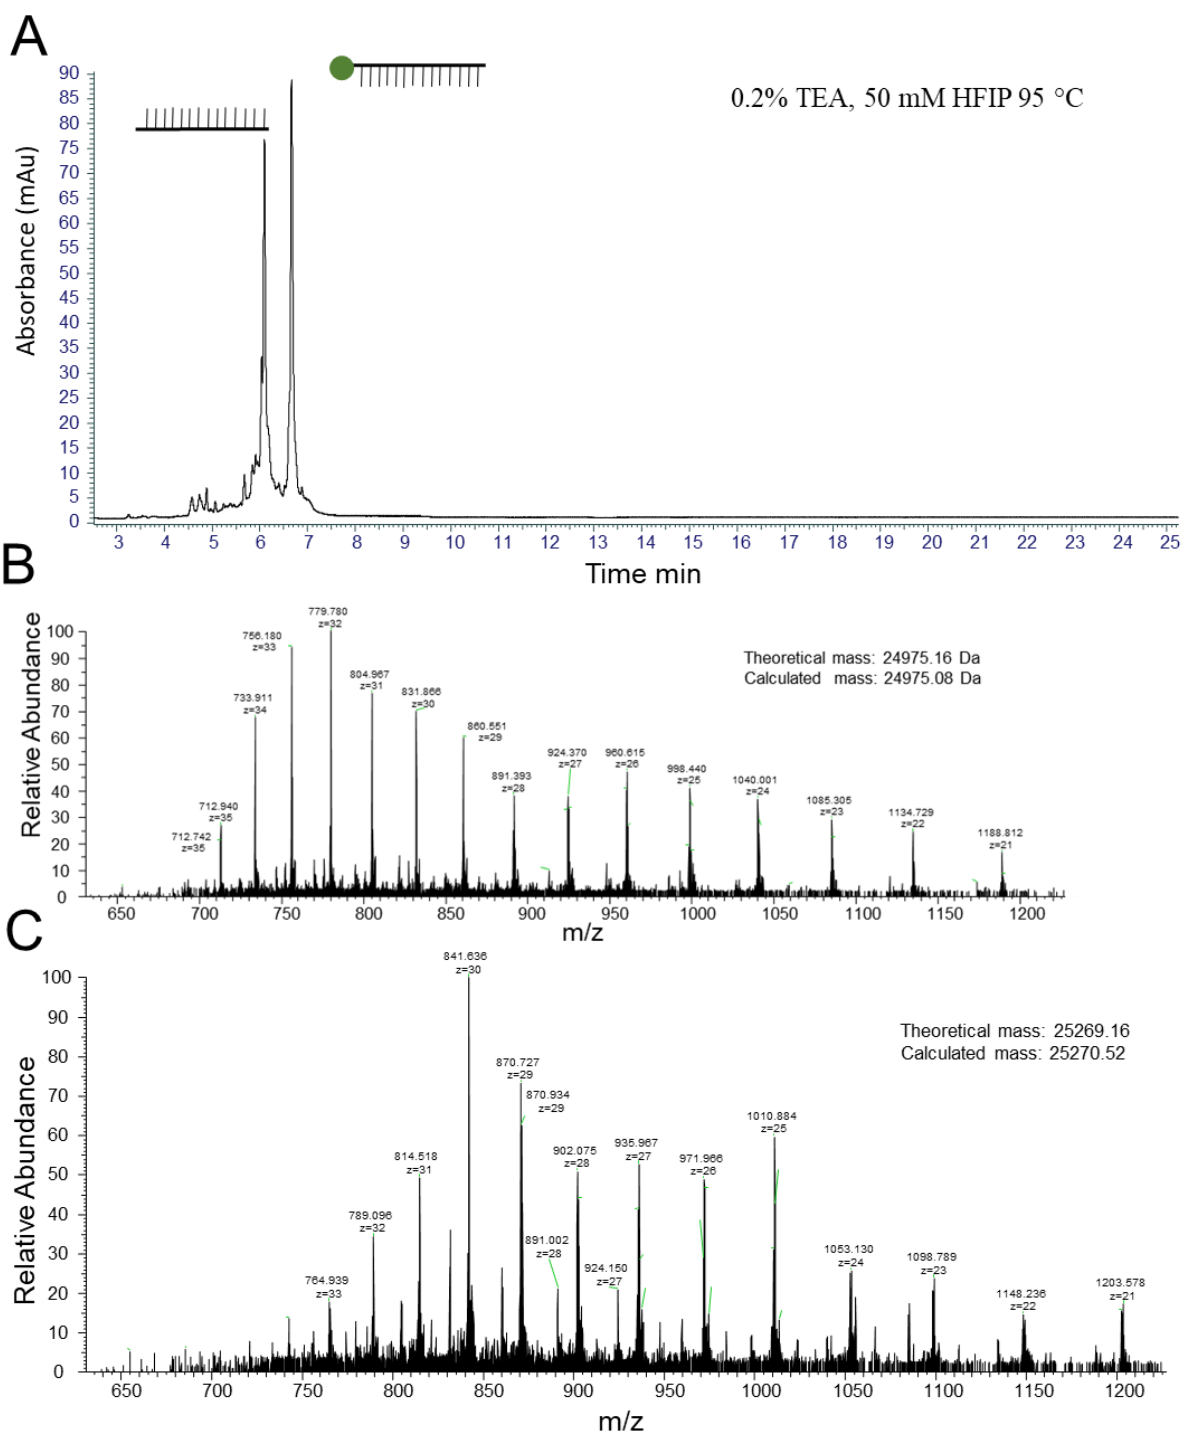 A
0.2% TEA, 50 mM HFIP 95 °C
Absorbance (mAu)
90
85
80
75
70
65
60
55
50
45
40
35
30
25
20
15
10
5
0
3 4 5 6 7 8 9 10 11 12 13 14 15 16 17 18 19 20 21 22 23 24 25
Time min
B
Relative Abundance
100
90
80
70
60
50
40
30
20
10
0
712.742
z=35
712.940
z=35
733.911
z=34
756.180
z=33
779.780
z=32
804.967
z=31
831.866
z=30
860.551
z=29
891.393
z=28
924.370
z=27
960.615
z=26
998.440
z=25
1040.001
z=24
1085.305
z=23
1134.729
z=22
1188.812
z=21
Theoretical mass: 24975.16 Da
Calculated mass: 24975.08 Da
650 700 750 800 850 900 950 1000 1050 1100 1150 1200
m/z
C
Relative Abundance
100
90
80
70
60
50
40
30
20
10
0
764.939
z=33
789.096
z=32
814.518
z=31
841.636
z=30
870.727
z=29
870.934
z=29
891.002
z=28
902.075
z=28
924.150
z=27
935.967
z=27
971.966
z=26
1010.884
z=25
1053.130
z=24
1098.789
z=23
1148.236
z=22
1203.578
z=21
Theoretical mass: 25269.16
Calculated mass: 25270.52
650 700 750 800 850 900 950 1000 1050 1100 1150 1200
m/z